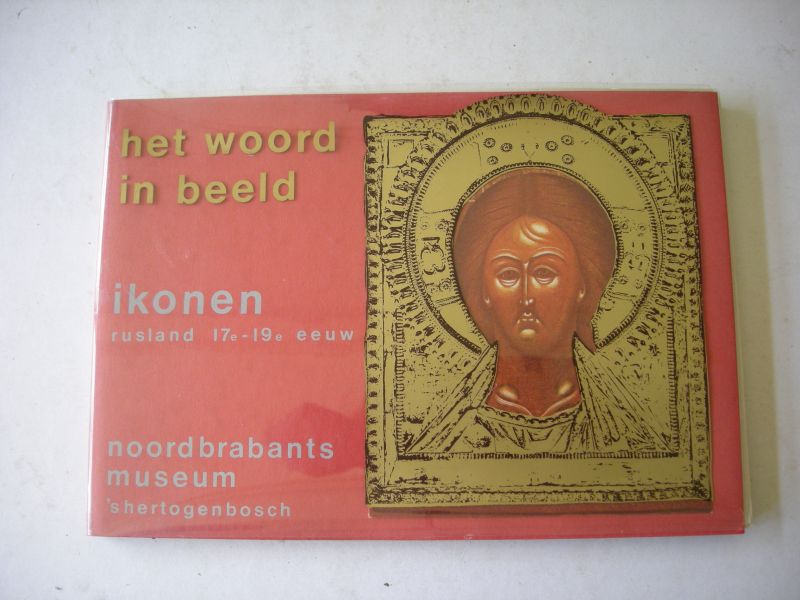 het woord
in beeld
ikonen
rusland 17e-19e eeuw
noordbrabants
museum
'shertogenbosch